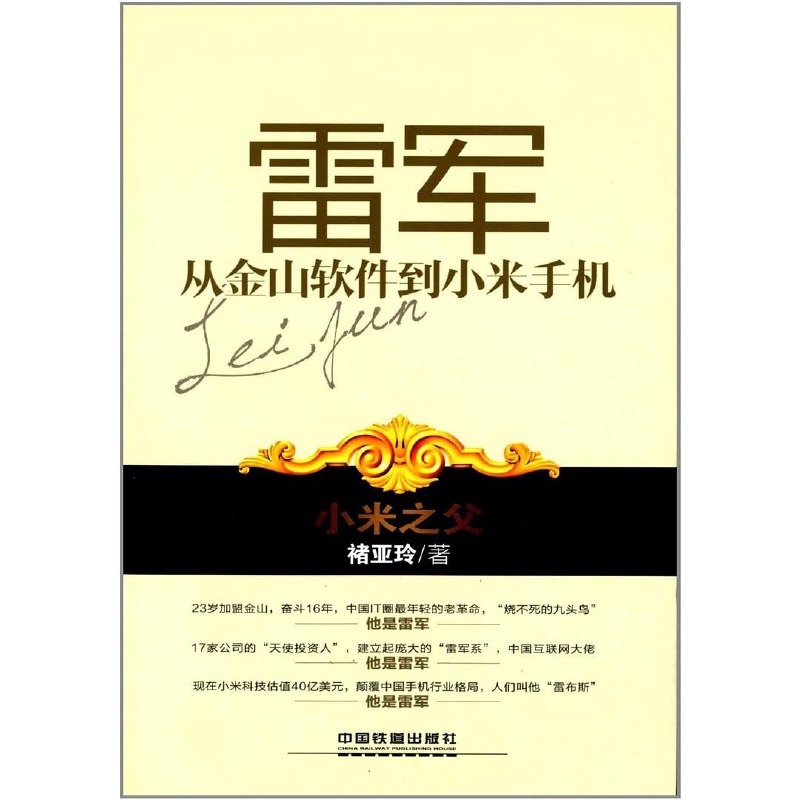 雷军
从金山软件到小米手机
Lei Jun
小米之父
褚亚玲/著
23岁加盟金山，奋斗16年，中国IT圈最年轻的老革命，“烧不死的九头鸟”
他是雷军
17家公司的“天使投资人”，建立起庞大的“雷军系”，中国互联网大佬
他是雷军
现在小米科技估值40亿美元，颠覆中国手机行业格局，人们叫他“雷布斯”
他是雷军
中国铁道出版社
CHINA RAILWAY PUBLISHING HOUSE